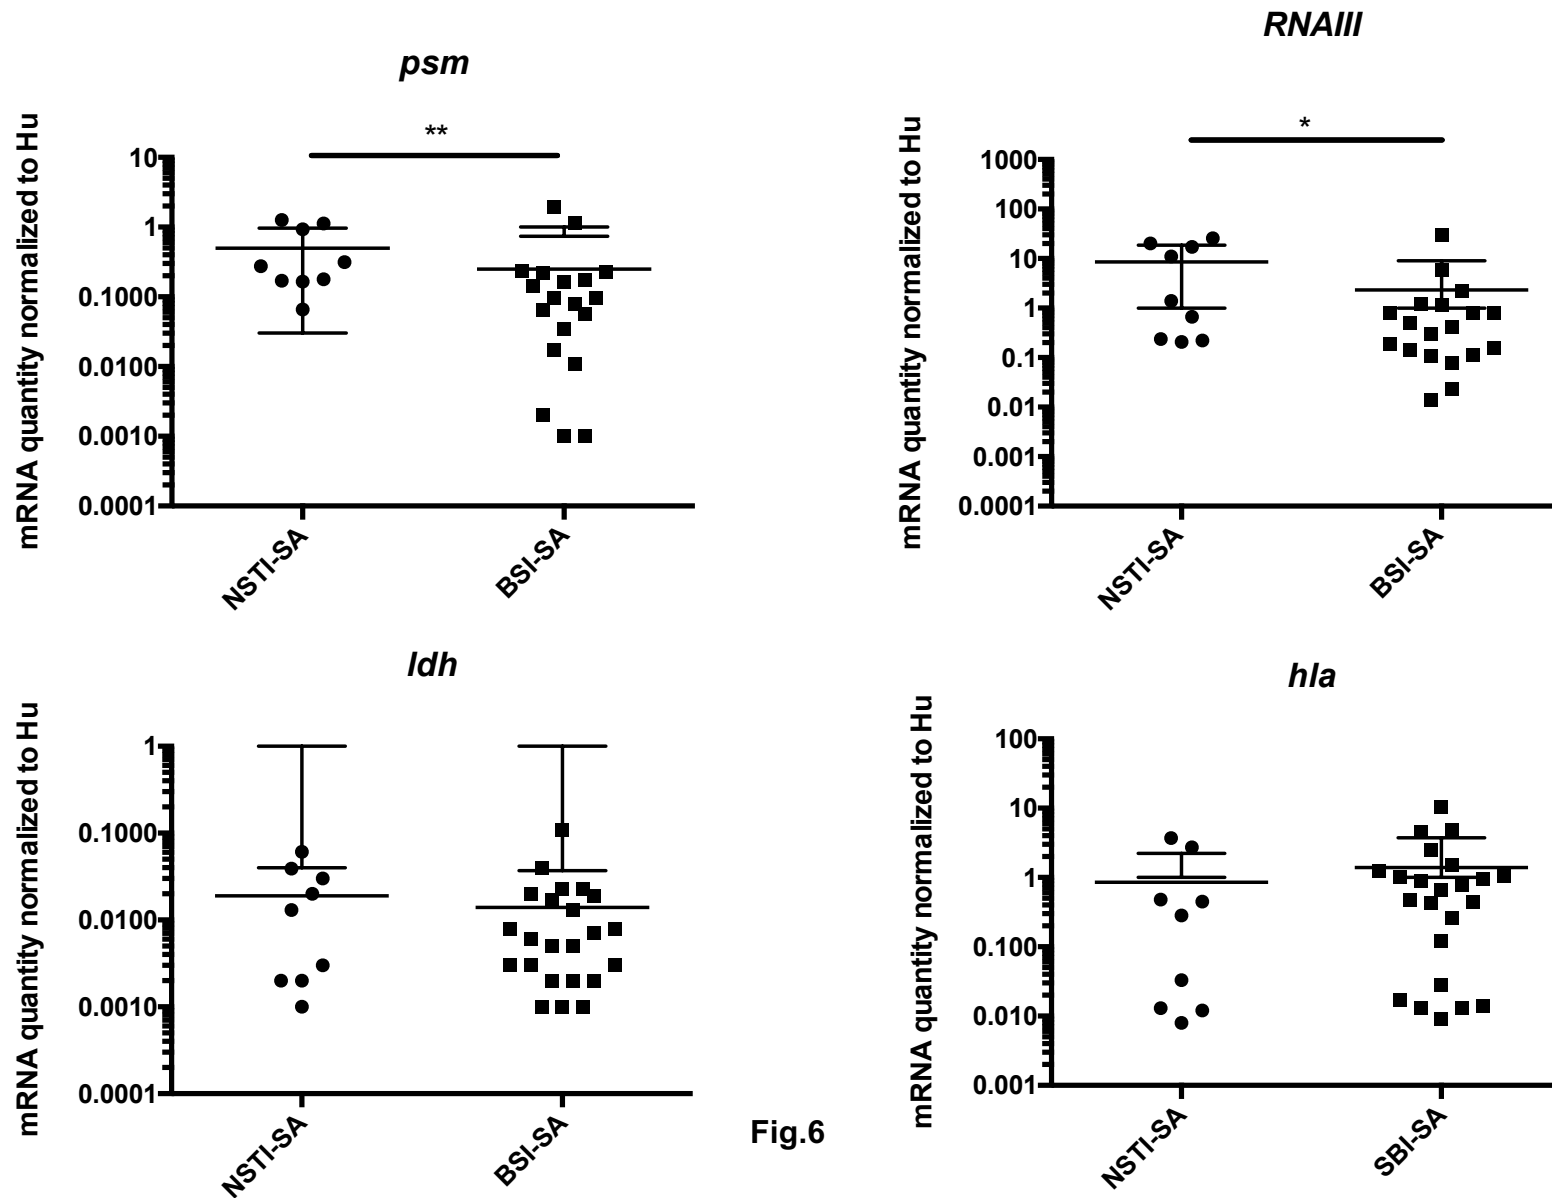 psm
mRNA quantity normalized to Hu
**
10
1
0.1000
0.0100
0.0010
0.0001
NSTI-SA
BSI-SA
RNAIII
mRNA quantity normalized to Hu
*
1000
100
10
1
0.1
0.01
0.001
0.0001
NSTI-SA
BSI-SA
ldh
mRNA quantity normalized to Hu
1
0.1000
0.0100
0.0010
0.0001
NSTI-SA
BSI-SA
hla
mRNA quantity normalized to Hu
100
10
1
0.100
0.010
0.001
NSTI-SA
SBI-SA
Fig.6